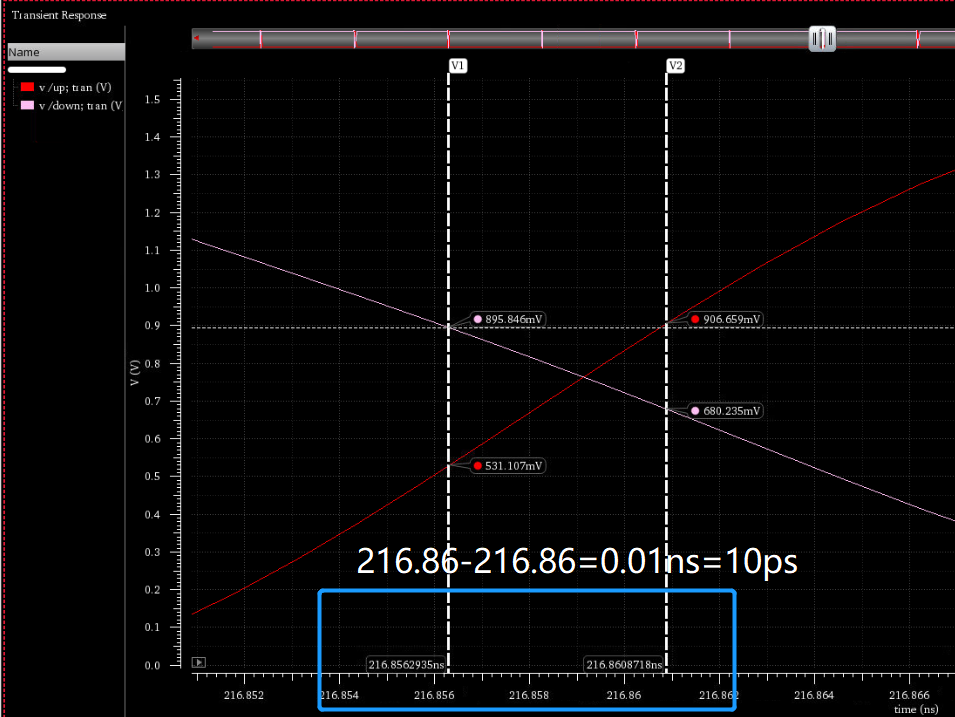 Transient Response
Name
v /up; tran (V)
v /down; tran (V
V1
V2
1.5
1.4
1.3
1.2
1.1
1.0
0.9
0.8
0.7
0.6
0.5
0.4
0.3
0.2
0.1
0.0
V (V)
895.846mV
906.659mV
680.235mV
531.107mV
216.86-216.86=0.01ns=10ps
216.8562935ns
216.8608718ns
216.852
216.854
216.856
216.858
216.86
216.862
216.864
216.866
time (ns)